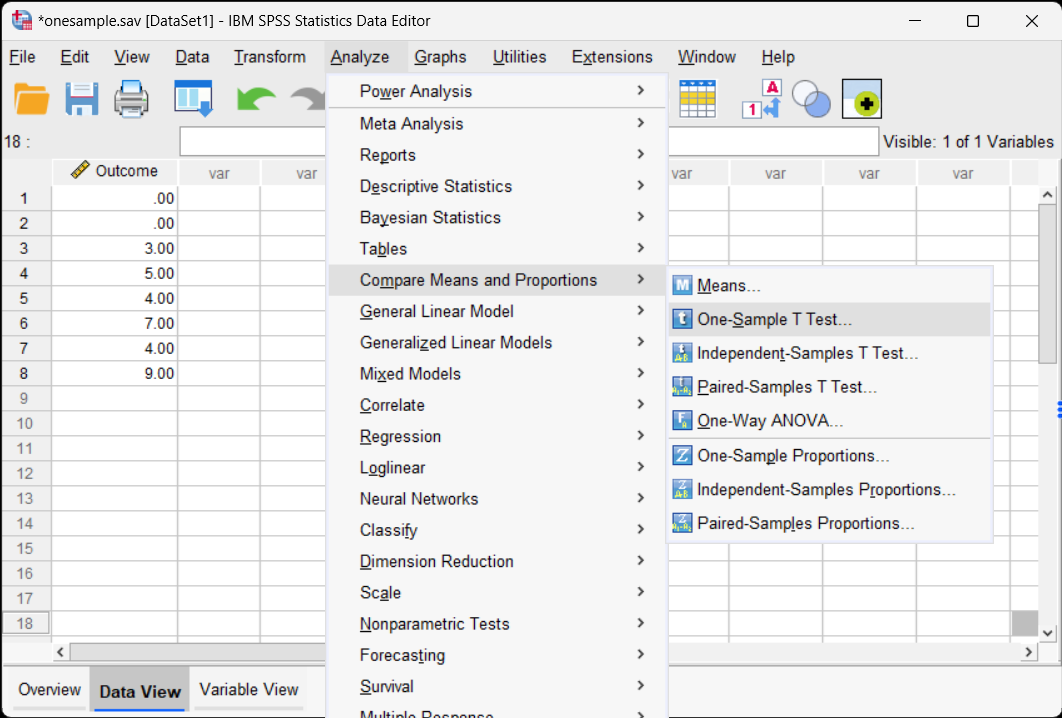 *onesample.sav [DataSet1] - IBM SPSS Statistics Data Editor
File Edit View Data Transform Analyze Graphs Utilities Extensions Window Help
A
1
18 :
Visible: 1 of 1 Variables
Outcome var var var var var var
1 .00
2 .00
3 3.00
4 5.00
5 4.00
6 7.00
7 4.00
8 9.00
9
10
11
12
13
14
15
16
17
18
Power Analysis
Meta Analysis
Reports
Descriptive Statistics
Bayesian Statistics
Tables
Compare Means and Proportions
General Linear Model
Generalized Linear Models
Mixed Models
Correlate
Regression
Loglinear
Neural Networks
Classify
Dimension Reduction
Scale
Nonparametric Tests
Forecasting
Survival
Multiple Response
M Means...
t One-Sample T Test...
Independent-Samples T Test...
Paired-Samples T Test...
One-Way ANOVA...
Z One-Sample Proportions...
Independent-Samples Proportions...
Paired-Samples Proportions...
Overview Data View Variable View